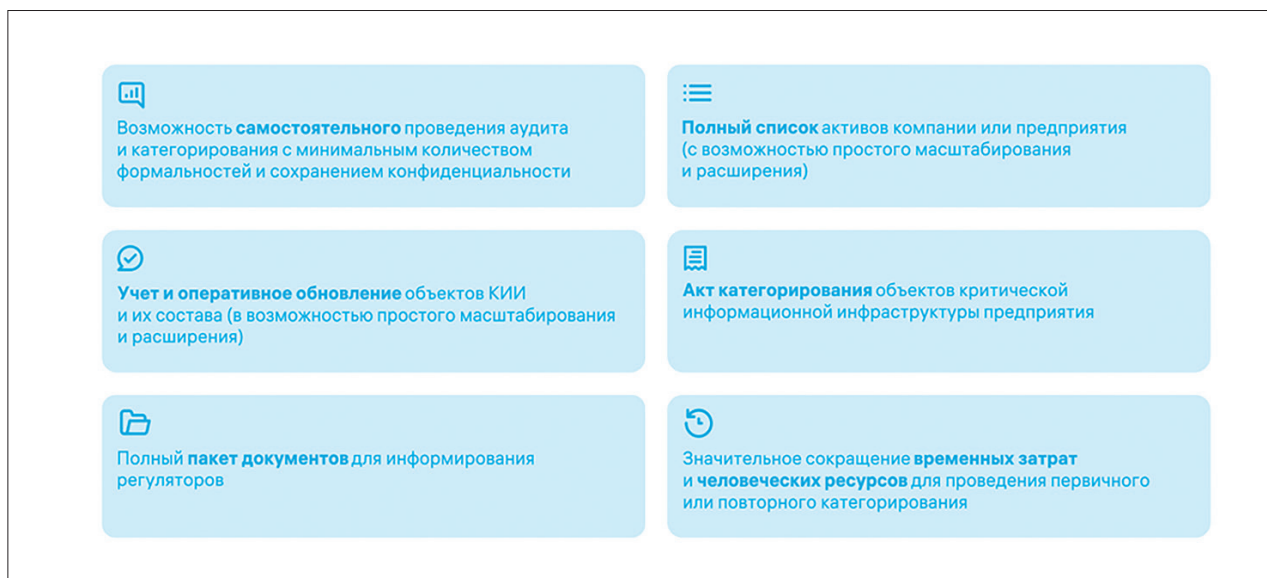 Возможность самостоятельного проведения аудита
и категорирования с минимальным количеством
формальностей и сохранением конфиденциальности
Полный список активов компании или предприятия
(с возможностью простого масштабирования
и расширения)
Учет и оперативное обновление объектов КИИ
и их состава (в возможностью простого масштабирования
и расширения)
Акт категорирования объектов критической
информационной инфраструктуры предприятия
Полный пакет документов для информирования
регуляторов
Значительное сокращение временных затрат
и человеческих ресурсов для проведения первичного
или повторного категорирования